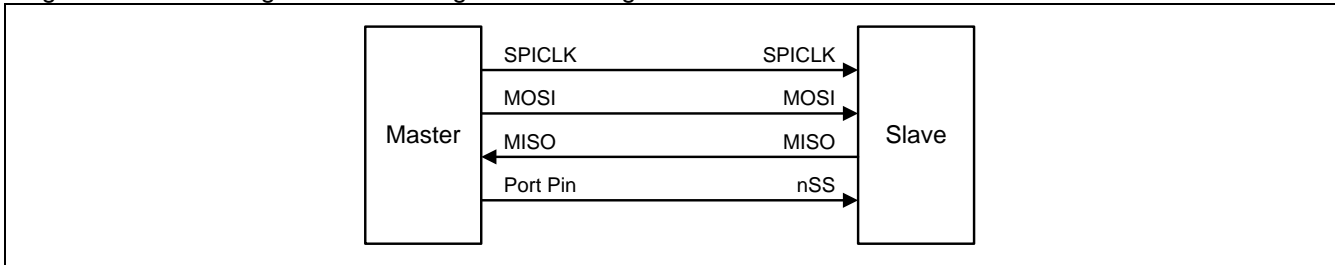 SPICLK SPICLK
MOSI MOSI
Master MISO MISO Slave
Port Pin nSS